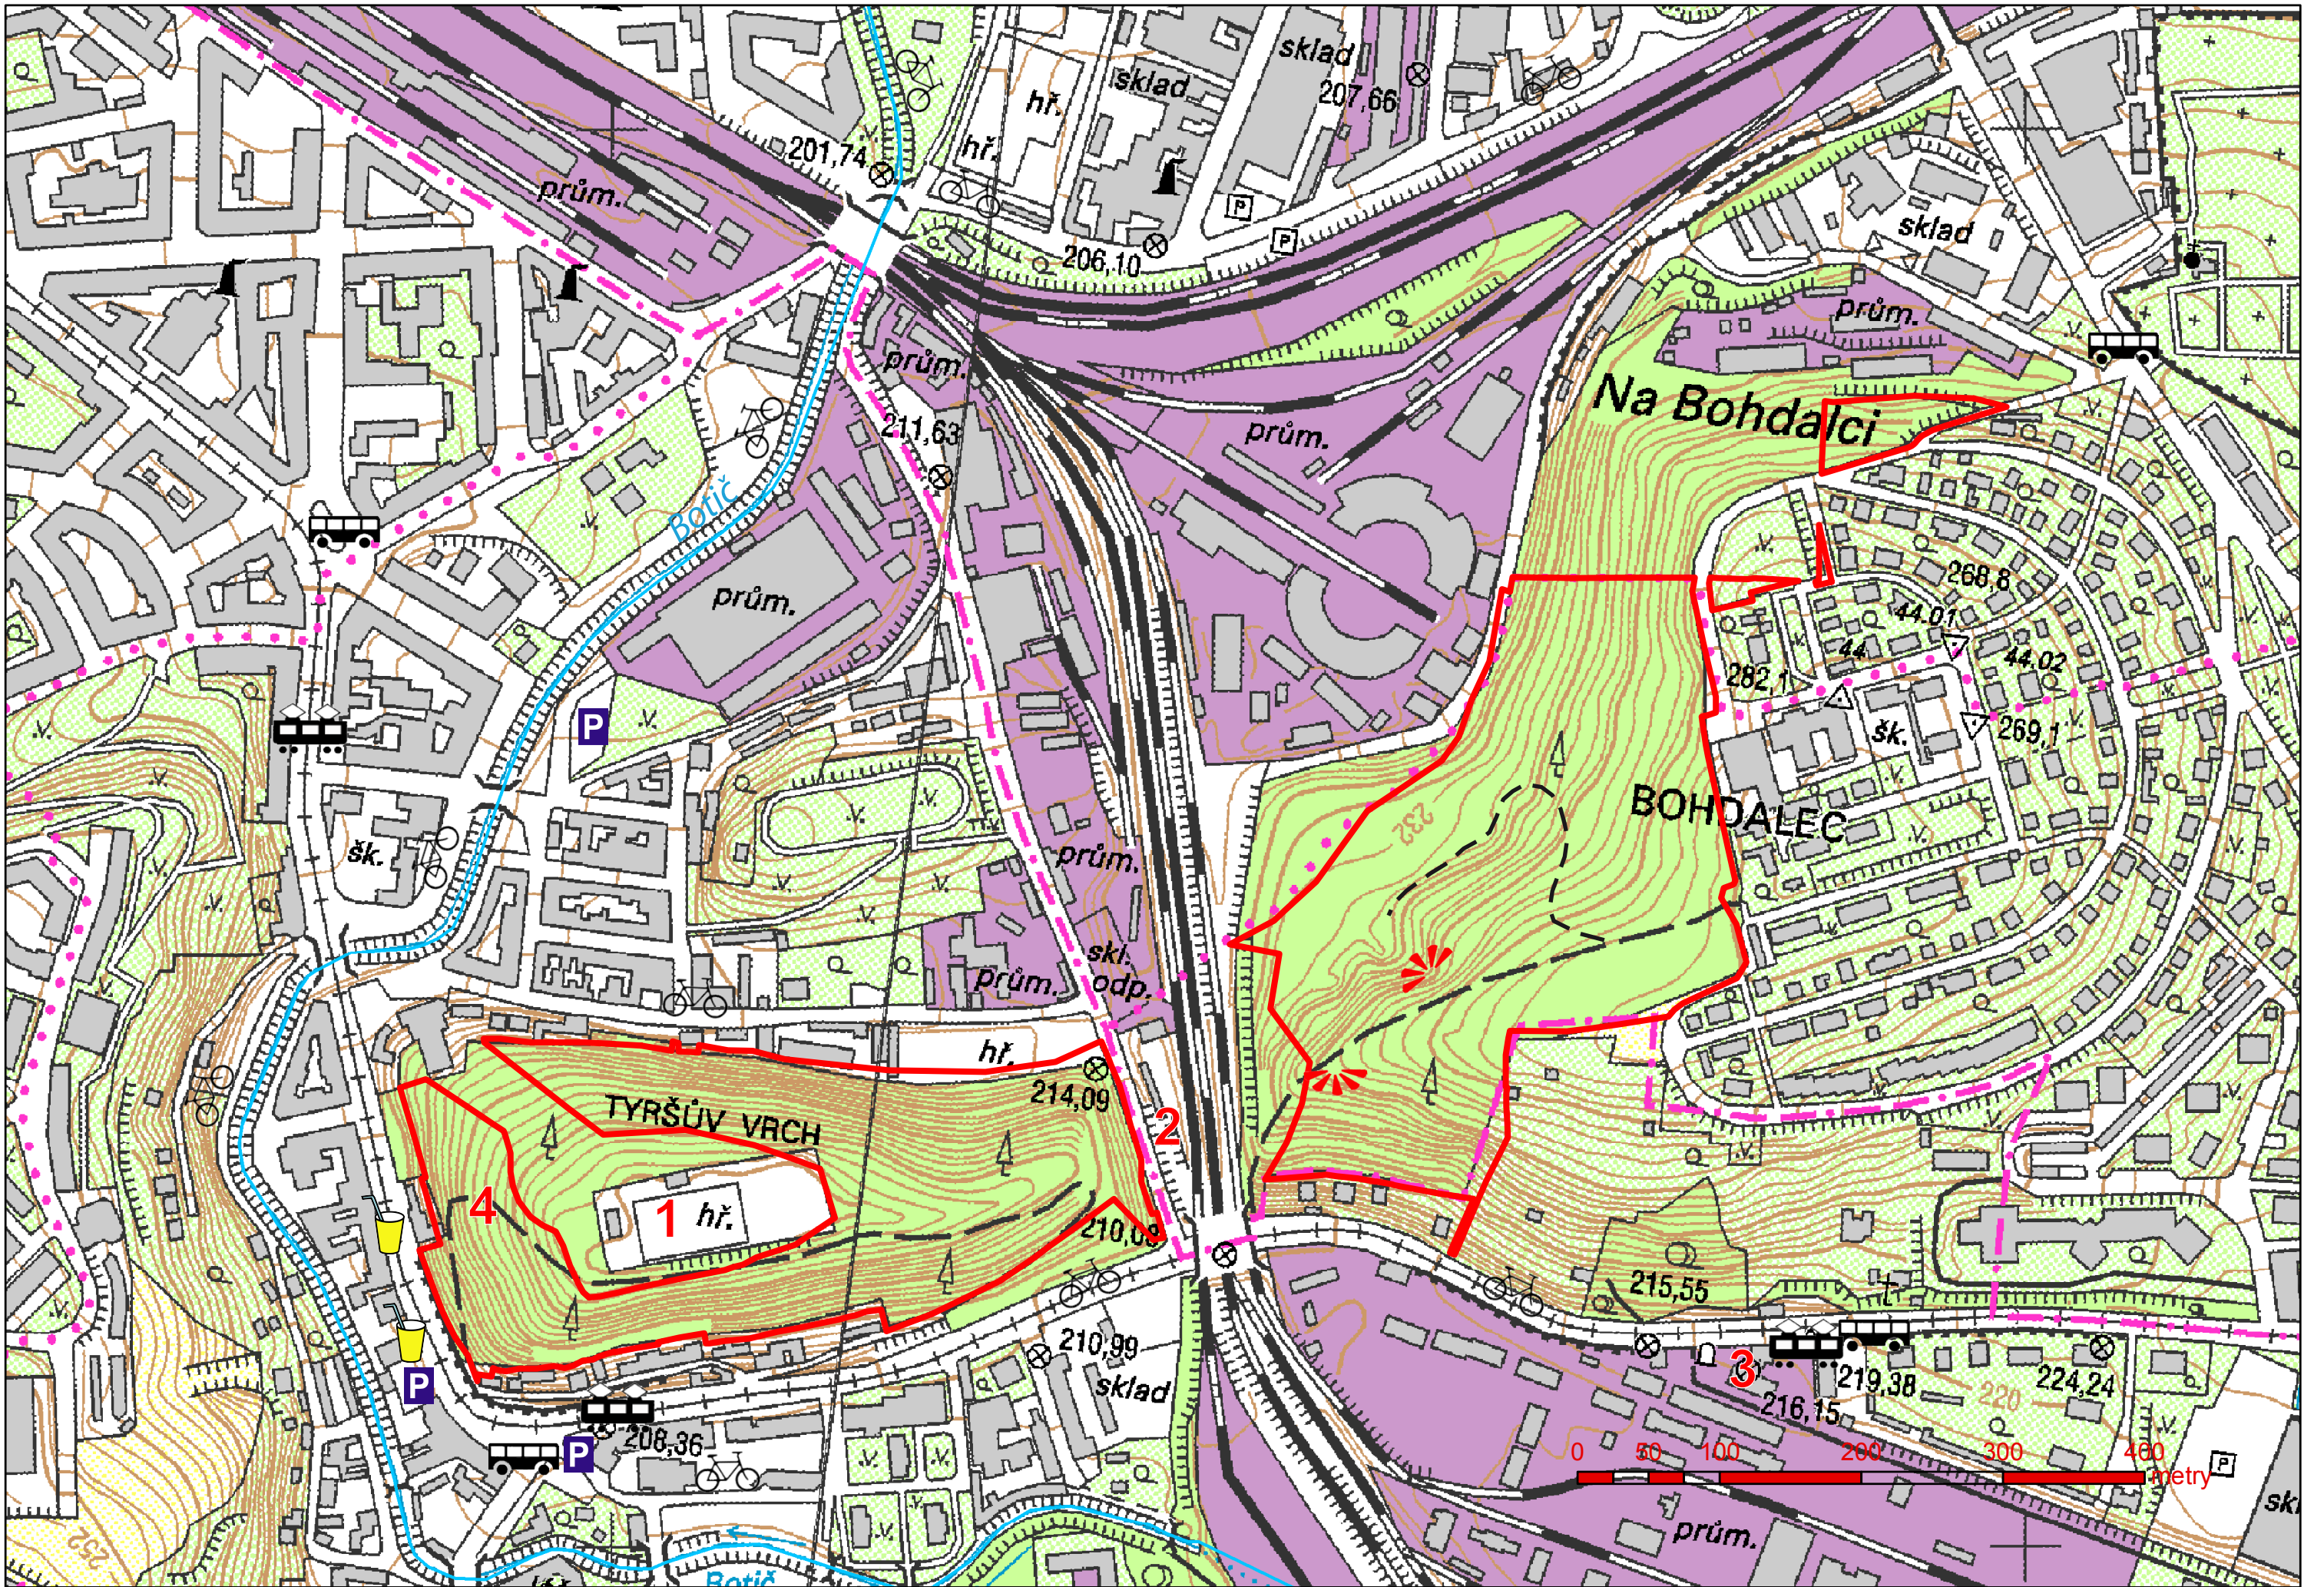 sklad
207,66
sklad
hř.
hř.
201,74
prům.
206,10
P
P
sklad
prům.
prům.
Na Bohdalci
211,63
prům.
Botič
prům.
268,8
44.01
44
44.02
282,1
269,1
šk.
P
232
BOHDALEC
šk.
prům.
skl.
odp.
prům.
hř.
214,09
TYRŠŮV VRCH
2
4
1
hř.
210,09
215,55
210,99
sklad
P
3
219,38
216,15
220
224,24
208,36
P
0 50 100 200 300 400
metry
P
prům.
252
Botič